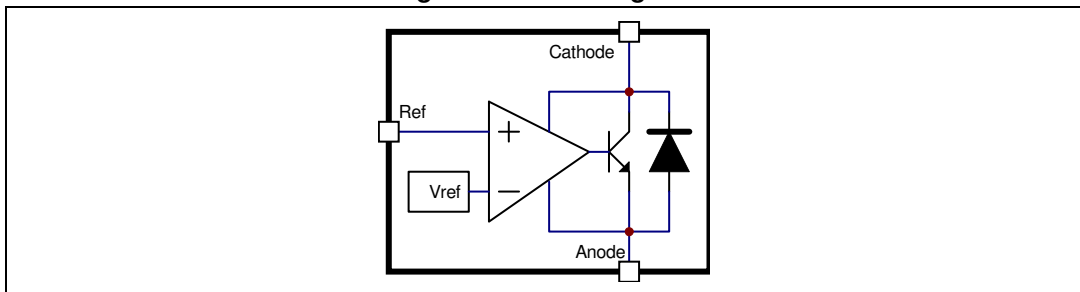 Cathode
Ref
+
Vref
−
Anode